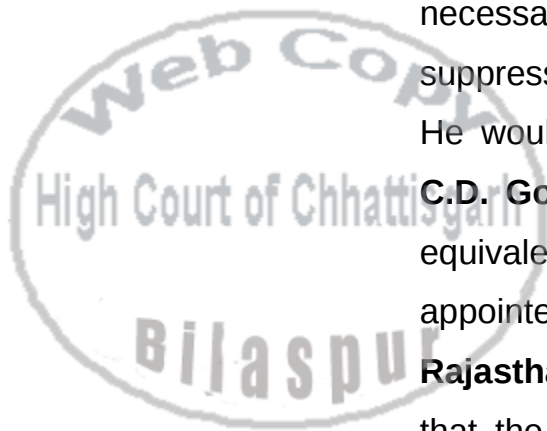 necessa
suppress
He woul
C.D. Go
equivale
appointe
Rajastha
that the
Web Copy
High Court of Chhattisgarh
Bilaspur